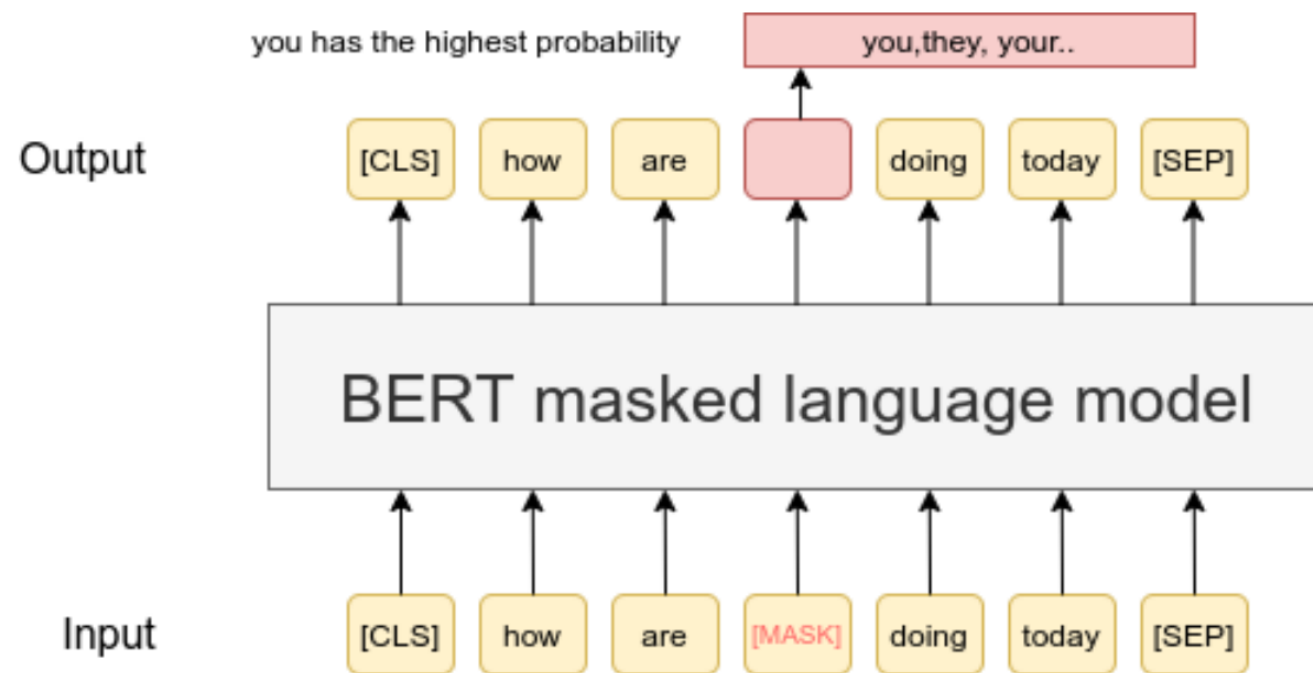 you has the highest probability
you,they, your..
Output
[CLS] how are doing today [SEP]
BERT masked language model
Input
[CLS] how are [MASK] doing today [SEP]